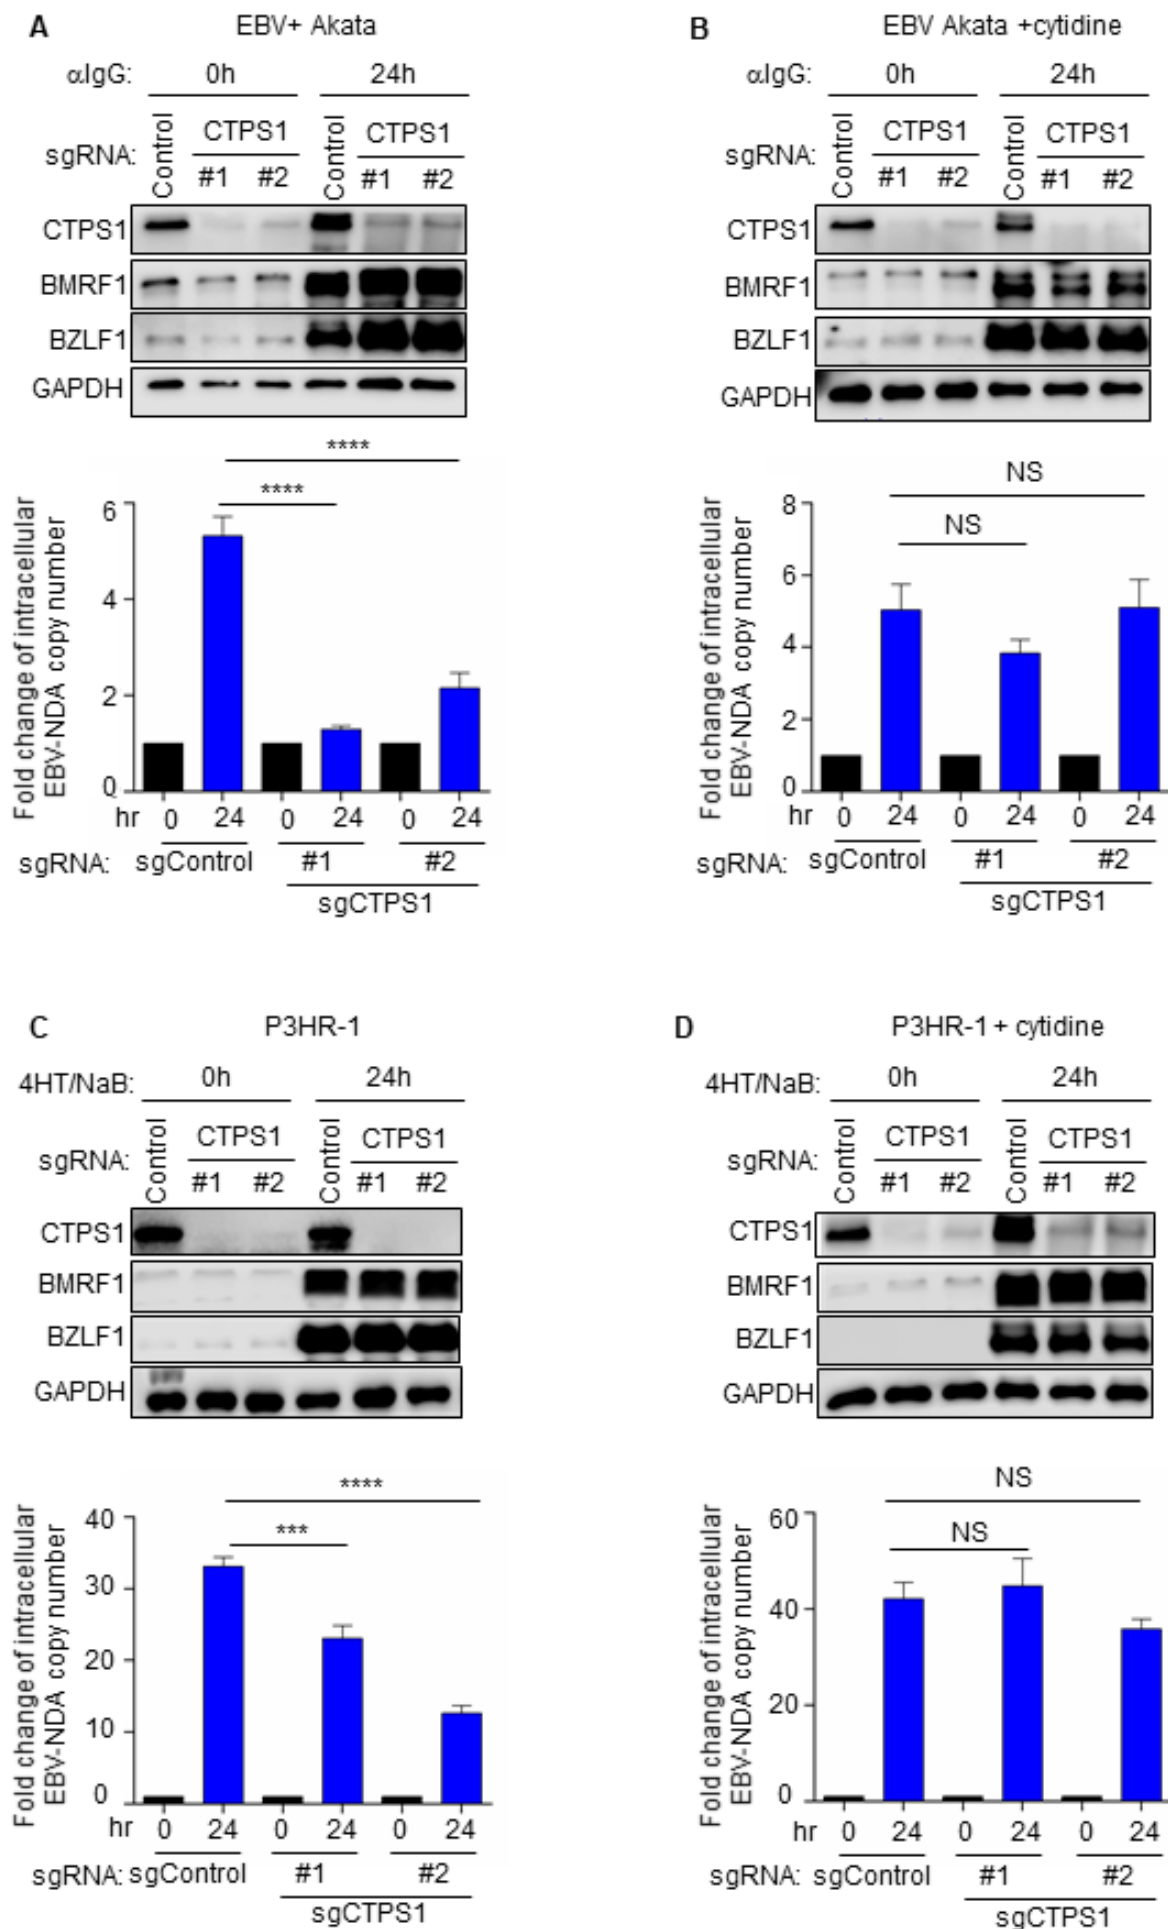 A
EBV+ Akata
αIgG: 0h 24h
sgRNA: Control CTPS1 Control CTPS1
#1 #2 #1 #2
CTPS1
BMRF1
BZLF1
GAPDH
****
****
Fold change of intracellular
EBV-NDA copy number
6
4
2
0
hr 0 24 0 24 0 24
sgRNA: sgControl #1 #2
sgCTPS1
B
EBV Akata +cytidine
αIgG: 0h 24h
sgRNA: Control CTPS1 Control CTPS1
#1 #2 #1 #2
CTPS1
BMRF1
BZLF1
GAPDH
NS
NS
Fold change of intracellular
EBV-NDA copy number
8
6
4
2
0
hr 0 24 0 24 0 24
sgRNA: sgControl #1 #2
sgCTPS1
C
P3HR-1
4HT/NaB: 0h 24h
sgRNA: Control CTPS1 Control CTPS1
#1 #2 #1 #2
CTPS1
BMRF1
BZLF1
GAPDH
****
***
Fold change of intracellular
EBV-NDA copy number
40
30
20
10
0
hr 0 24 0 24 0 24
sgRNA: sgControl #1 #2
sgCTPS1
D
P3HR-1 + cytidine
4HT/NaB: 0h 24h
sgRNA: Control CTPS1 Control CTPS1
#1 #2 #1 #2
CTPS1
BMRF1
BZLF1
GAPDH
NS
NS
Fold change of intracellular
EBV-NDA copy number
60
40
20
0
hr 0 24 0 24 0 24
sgRNA: sgControl #1 #2
sgCTPS1